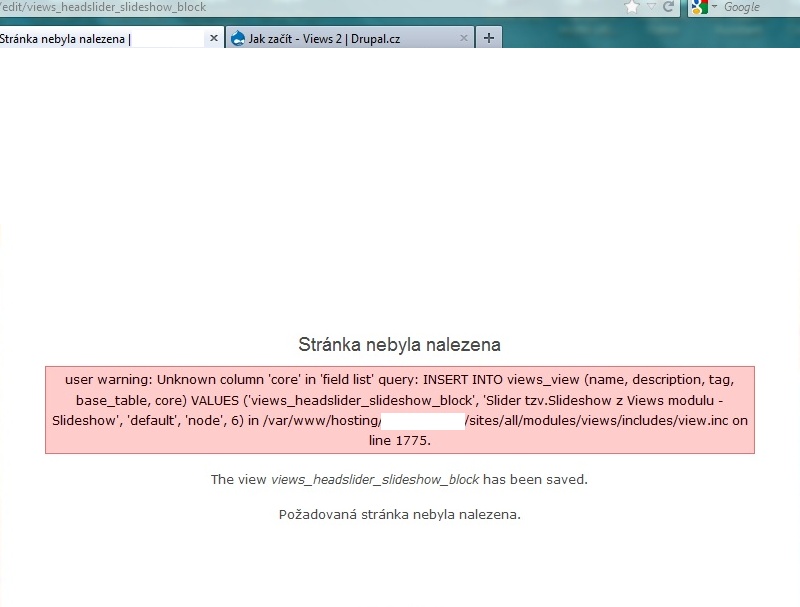 /edit/views_headslider_slideshow_block
Google
Stránka nebyla nalezena |
Jak začít - Views 2 | Drupal.cz
Stránka nebyla nalezena
user warning: Unknown column 'core' in 'field list' query: INSERT INTO views_view (name, description, tag,
base_table, core) VALUES ('views_headslider_slideshow_block', 'Slider tzv.Slideshow z Views modulu -
Slideshow', 'default', 'node', 6) in /var/www/hosting/ /sites/all/modules/views/includes/view.inc on
line 1775.
The view views_headslider_slideshow_block has been saved.
Požadovaná stránka nebyla nalezena.